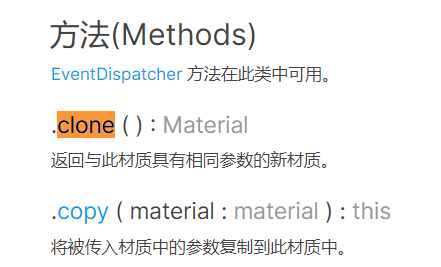 方法(Methods)
EventDispatcher 方法在此类中可用。
.clone ( ) : Material
返回与此材质具有相同参数的新材质。
.copy ( material : material ) : this
将被传入材质中的参数复制到此材质中。